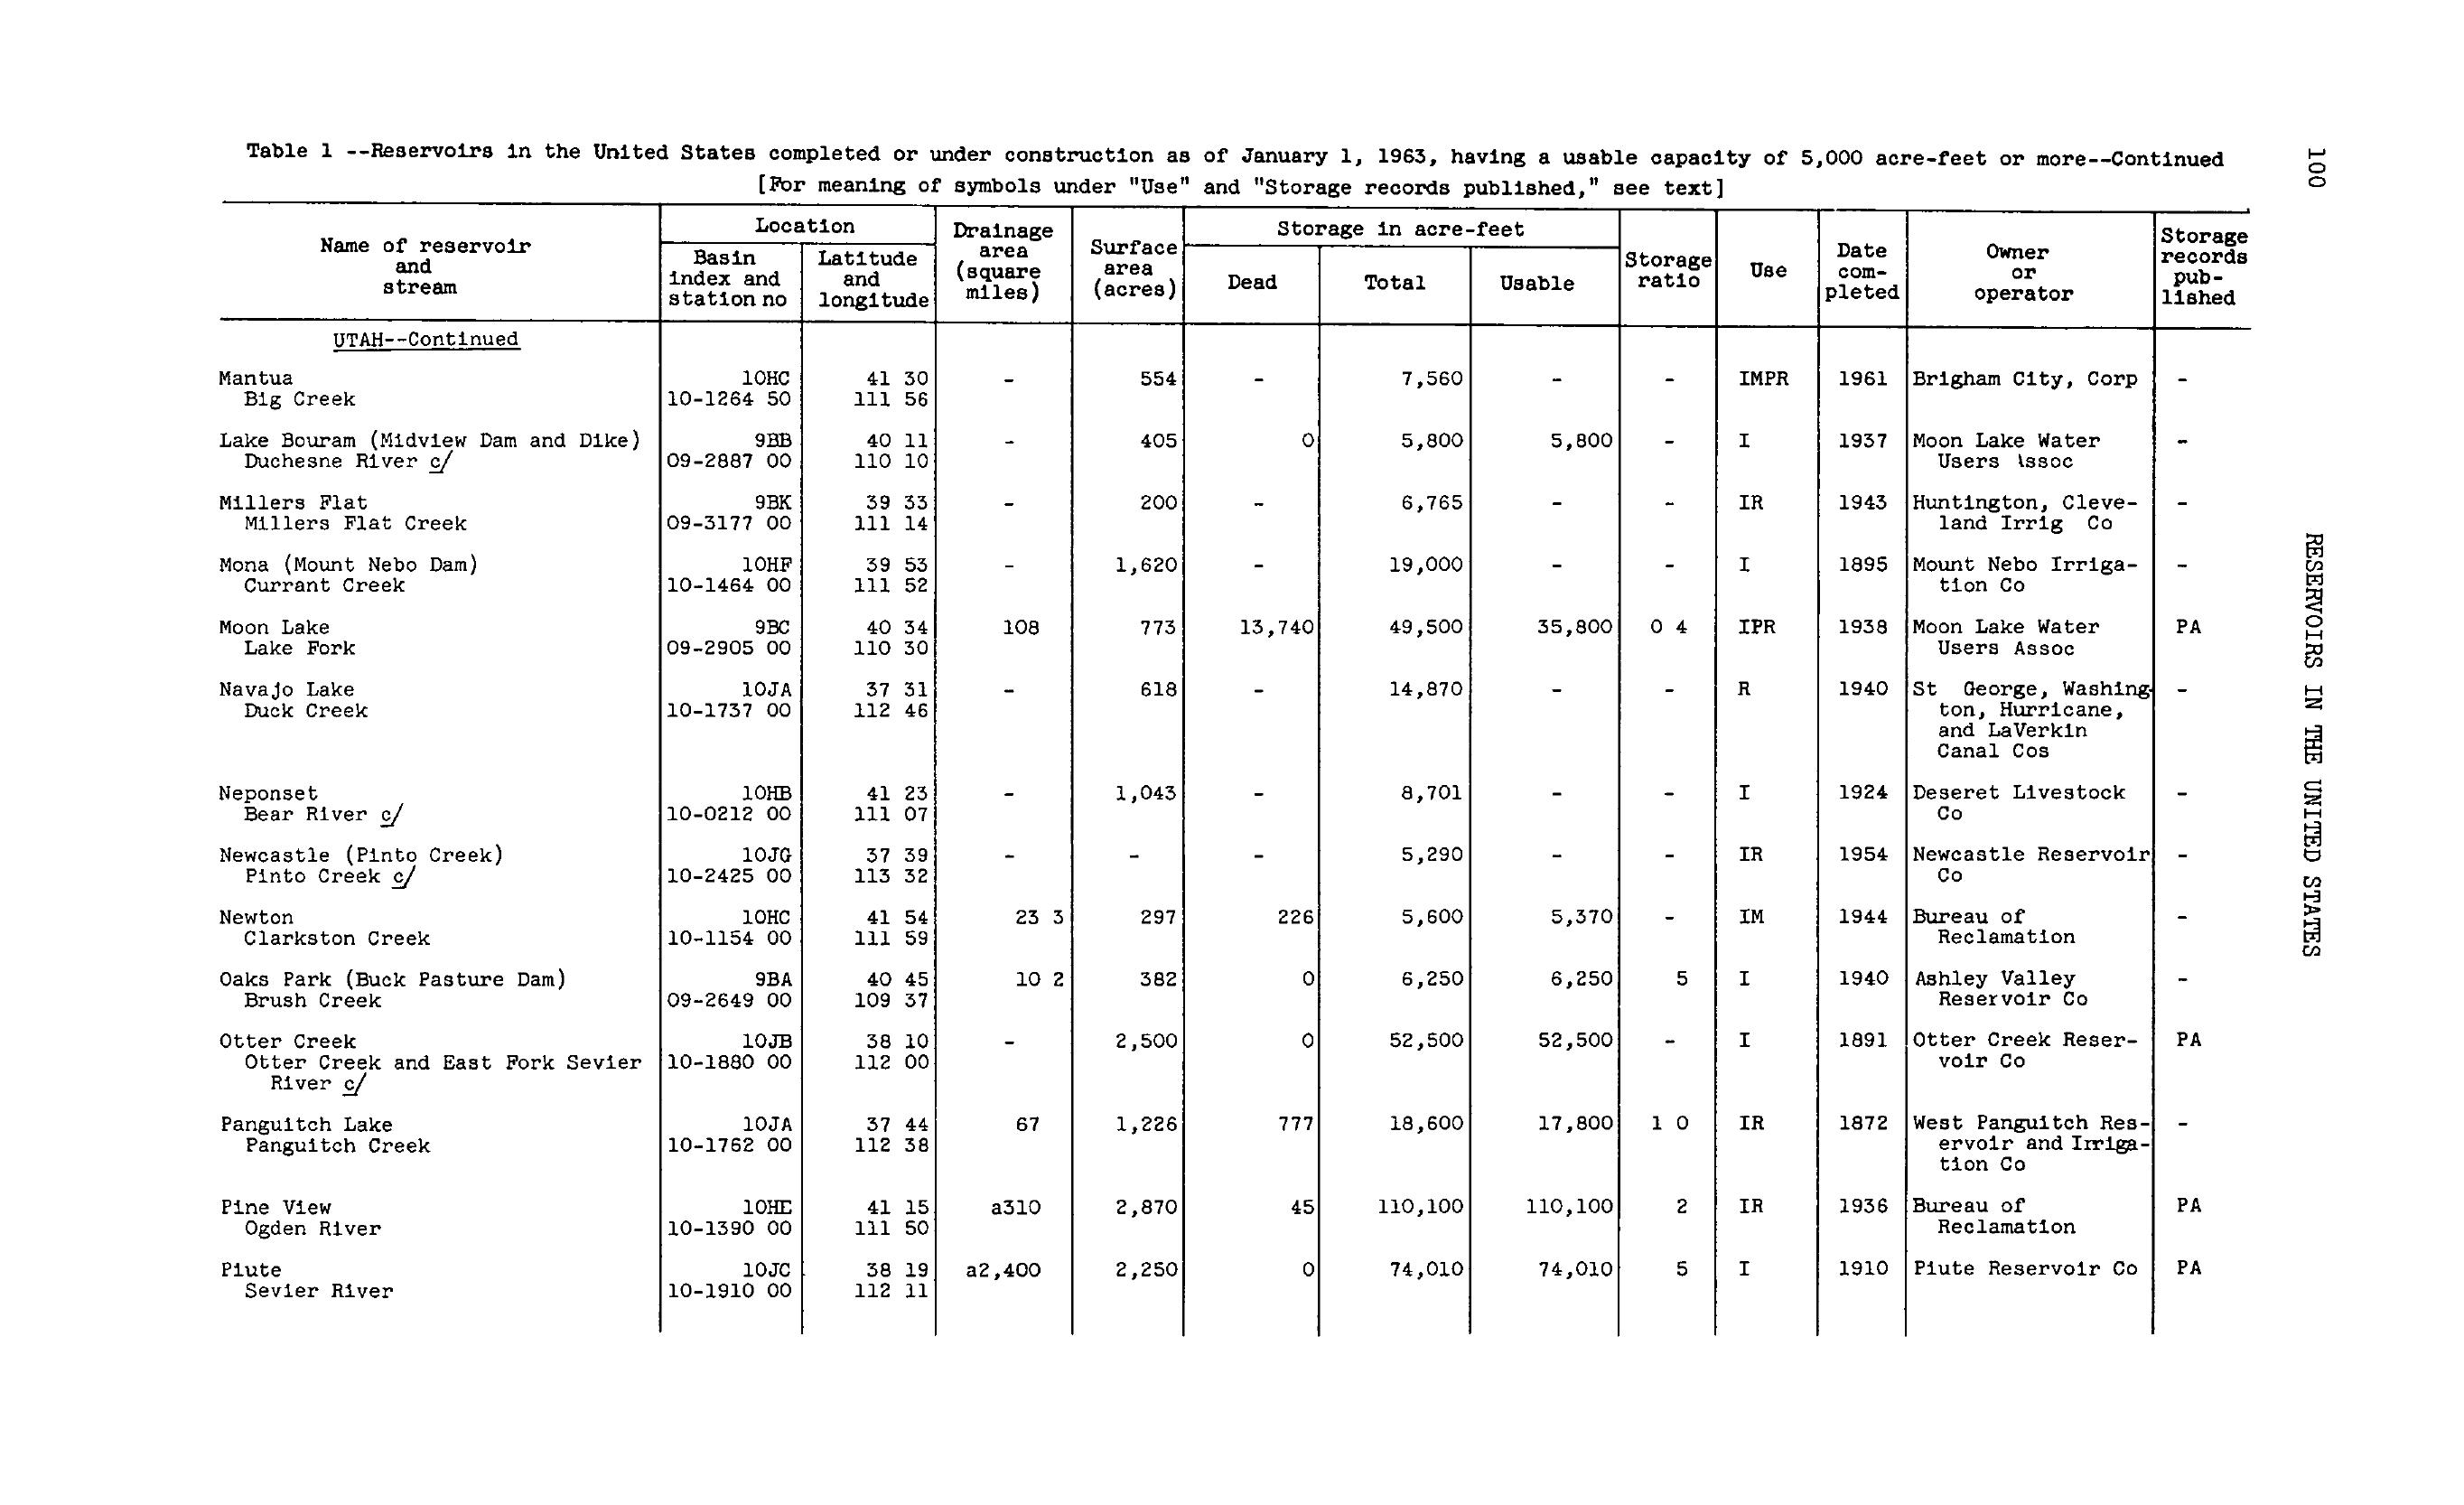 100
Table 1 --Reservoirs in the United States completed or under construction as of January 1, 1963, having a usable capacity of 5,000 acre-feet or more--Continued
[For meaning of symbols under "Use" and "Storage records published," see text]
Name of reservoir and stream | Location | Drainage area (square miles) | Surface area (acres) | Storage in acre-feet | Storage ratio | Use | Date com-pleted | Owner or operator | Storage records pub-lished
Basin index and station no | Latitude and longitude | Dead | Total | Usable
UTAH--Continued
Mantua 10HC 41 30 - 554 - 7,560 - - IMPR 1961 Brigham City, Corp -
Big Creek 10-1264 50 111 56
Lake Bouram (Midview Dam and Dike) 9BB 40 11 - 405 0 5,800 5,800 - I 1937 Moon Lake Water -
Duchesne River c/ 09-2887 00 110 10 Users Assoc
Millers Flat 9BK 39 33 - 200 - 6,765 - - IR 1943 Huntington, Cleve- -
Millers Flat Creek 09-3177 00 111 14 land Irrig Co
Mona (Mount Nebo Dam) 10HF 39 53 - 1,620 - 19,000 - - I 1895 Mount Nebo Irriga- -
Currant Creek 10-1464 00 111 52 tion Co
Moon Lake 9BC 40 34 108 773 13,740 49,500 35,800 0 4 IPR 1938 Moon Lake Water PA
Lake Fork 09-2905 00 110 30 Users Assoc
Navajo Lake 10JA 37 31 - 618 - 14,870 - - R 1940 St George, Washing- -
Duck Creek 10-1737 00 112 46 ton, Hurricane,
and LaVerkin
Canal Cos
Neponset 10HB 41 23 - 1,043 - 8,701 - - I 1924 Deseret Livestock -
Bear River c/ 10-0212 00 111 07 Co
Newcastle (Pinto Creek) 10JG 37 39 - - - 5,290 - - IR 1954 Newcastle Reservoir -
Pinto Creek c/ 10-2425 00 113 32 Co
Newton 10HC 41 54 23 3 297 226 5,600 5,370 - IM 1944 Bureau of -
Clarkston Creek 10-1154 00 111 59 Reclamation
Oaks Park (Buck Pasture Dam) 9BA 40 45 10 2 382 0 6,250 6,250 5 I 1940 Ashley Valley -
Brush Creek 09-2649 00 109 37 Reservoir Co
Otter Creek 10JB 38 10 - 2,500 0 52,500 52,500 - I 1891 Otter Creek Reser- PA
Otter Creek and East Fork Sevier 10-1880 00 112 00 voir Co
River c/
Panguitch Lake 10JA 37 44 67 1,226 777 18,600 17,800 1 0 IR 1872 West Panguitch Res- -
Panguitch Creek 10-1762 00 112 38 ervoir and Irriga-
tion Co
Pine View 10HE 41 15 a310 2,870 45 110,100 110,100 2 IR 1936 Bureau of PA
Ogden River 10-1390 00 111 50 Reclamation
Piute 10JC 38 19 a2,400 2,250 0 74,010 74,010 5 I 1910 Piute Reservoir Co PA
Sevier River 10-1910 00 112 11
RESERVOIRS IN THE UNITED STATES